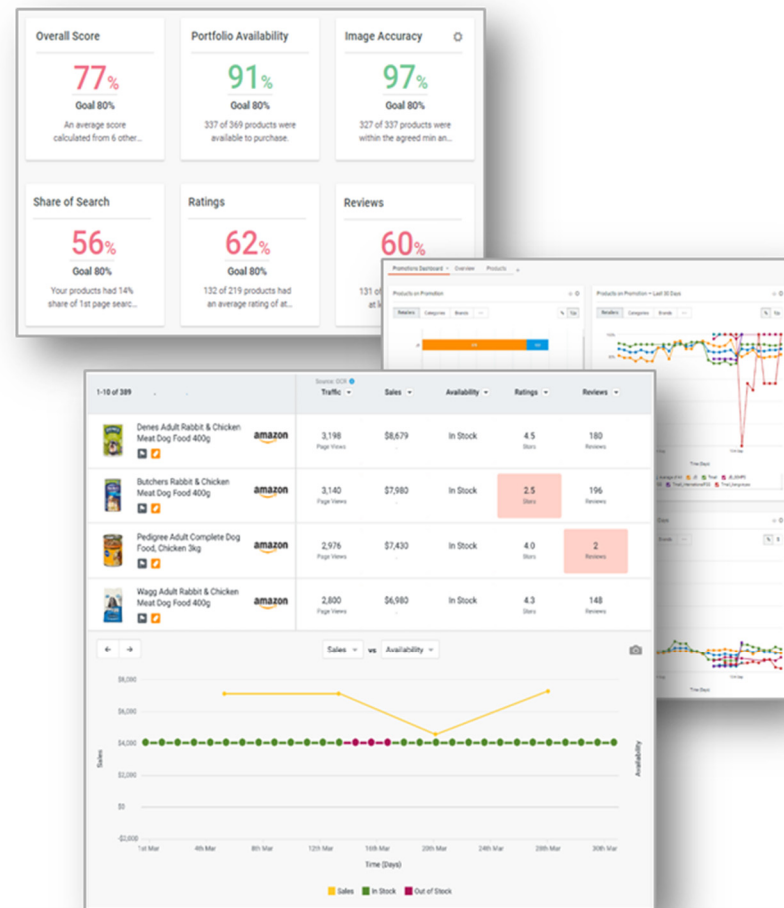 Overall Score
77%
Goal 80%
An average score
calculated from 6 other...
Portfolio Availability
91%
Goal 80%
337 of 369 products were
available to purchase.
Image Accuracy
97%
Goal 80%
327 of 337 products were
within the agreed min an...
Share of Search
56%
Goal 80%
Your products had 14%
share of 1st page searc...
Ratings
62%
Goal 80%
132 of 219 products had
an average rating of at...
Reviews
60%
131 of
Promotions Dashboard Overview Products
Products on Promotion
Retailers Categories Brands
Products on Promotion - Last 30 Days
Retailers Categories Brands
Time (Days)
Days
Brands
Time (Days)
1-10 of 389
Source: GCR
Traffic Sales Availability Ratings Reviews
Denes Adult Rabbit & Chicken
Meat Dog Food 400g
amazon
3,198
Page Views
$8,679
In Stock
4.5
Stars
180
Reviews
Butchers Rabbit & Chicken
Meat Dog Food 400g
amazon
3,140
Page Views
$7,980
In Stock
2.5
Stars
196
Reviews
Pedigree Adult Complete Dog
Food, Chicken 3kg
amazon
2,976
Page Views
$7,430
In Stock
4.0
Stars
2
Reviews
Wagg Adult Rabbit & Chicken
Meat Dog Food 400g
amazon
2,800
Page Views
$6,980
In Stock
4.3
Stars
148
Reviews
Sales vs Availability
$8,000
$6,000
$4,000
$2,000
$0
-$2,000
Sales
Availability
1st Mar 4th Mar 8th Mar 12th Mar 16th Mar 20th Mar 24th Mar 28th Mar 30th Mar
Time (Days)
Sales In Stock Out of Stock